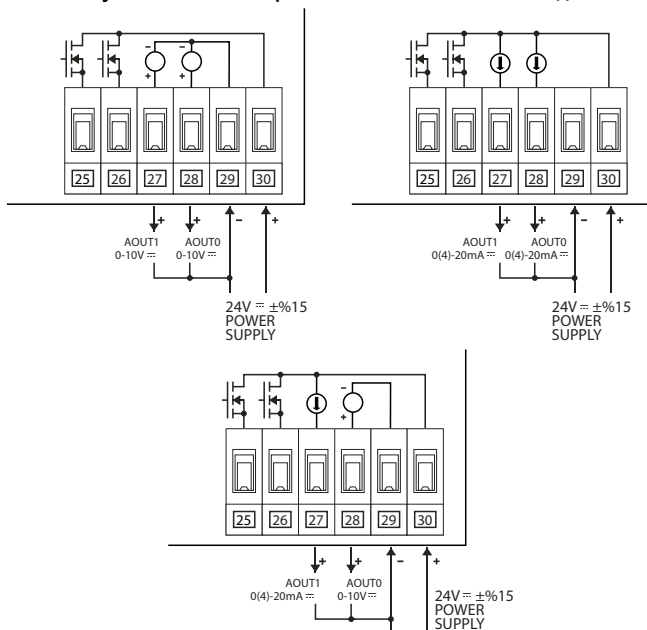 25 26 27 28 29 30
+ + - +
AOUT1 AOUT0
0-10V ⎓ 0-10V ⎓
24V ⎓ ±%15
POWER
SUPPLY
25 26 27 28 29 30
+ + - +
AOUT1 AOUT0
0(4)-20mA ⎓ 0(4)-20mA ⎓
24V ⎓ ±%15
POWER
SUPPLY
25 26 27 28 29 30
+ + - +
AOUT1 AOUT0
0(4)-20mA ⎓ 0-10V ⎓
24V ⎓ ±%15
POWER
SUPPLY